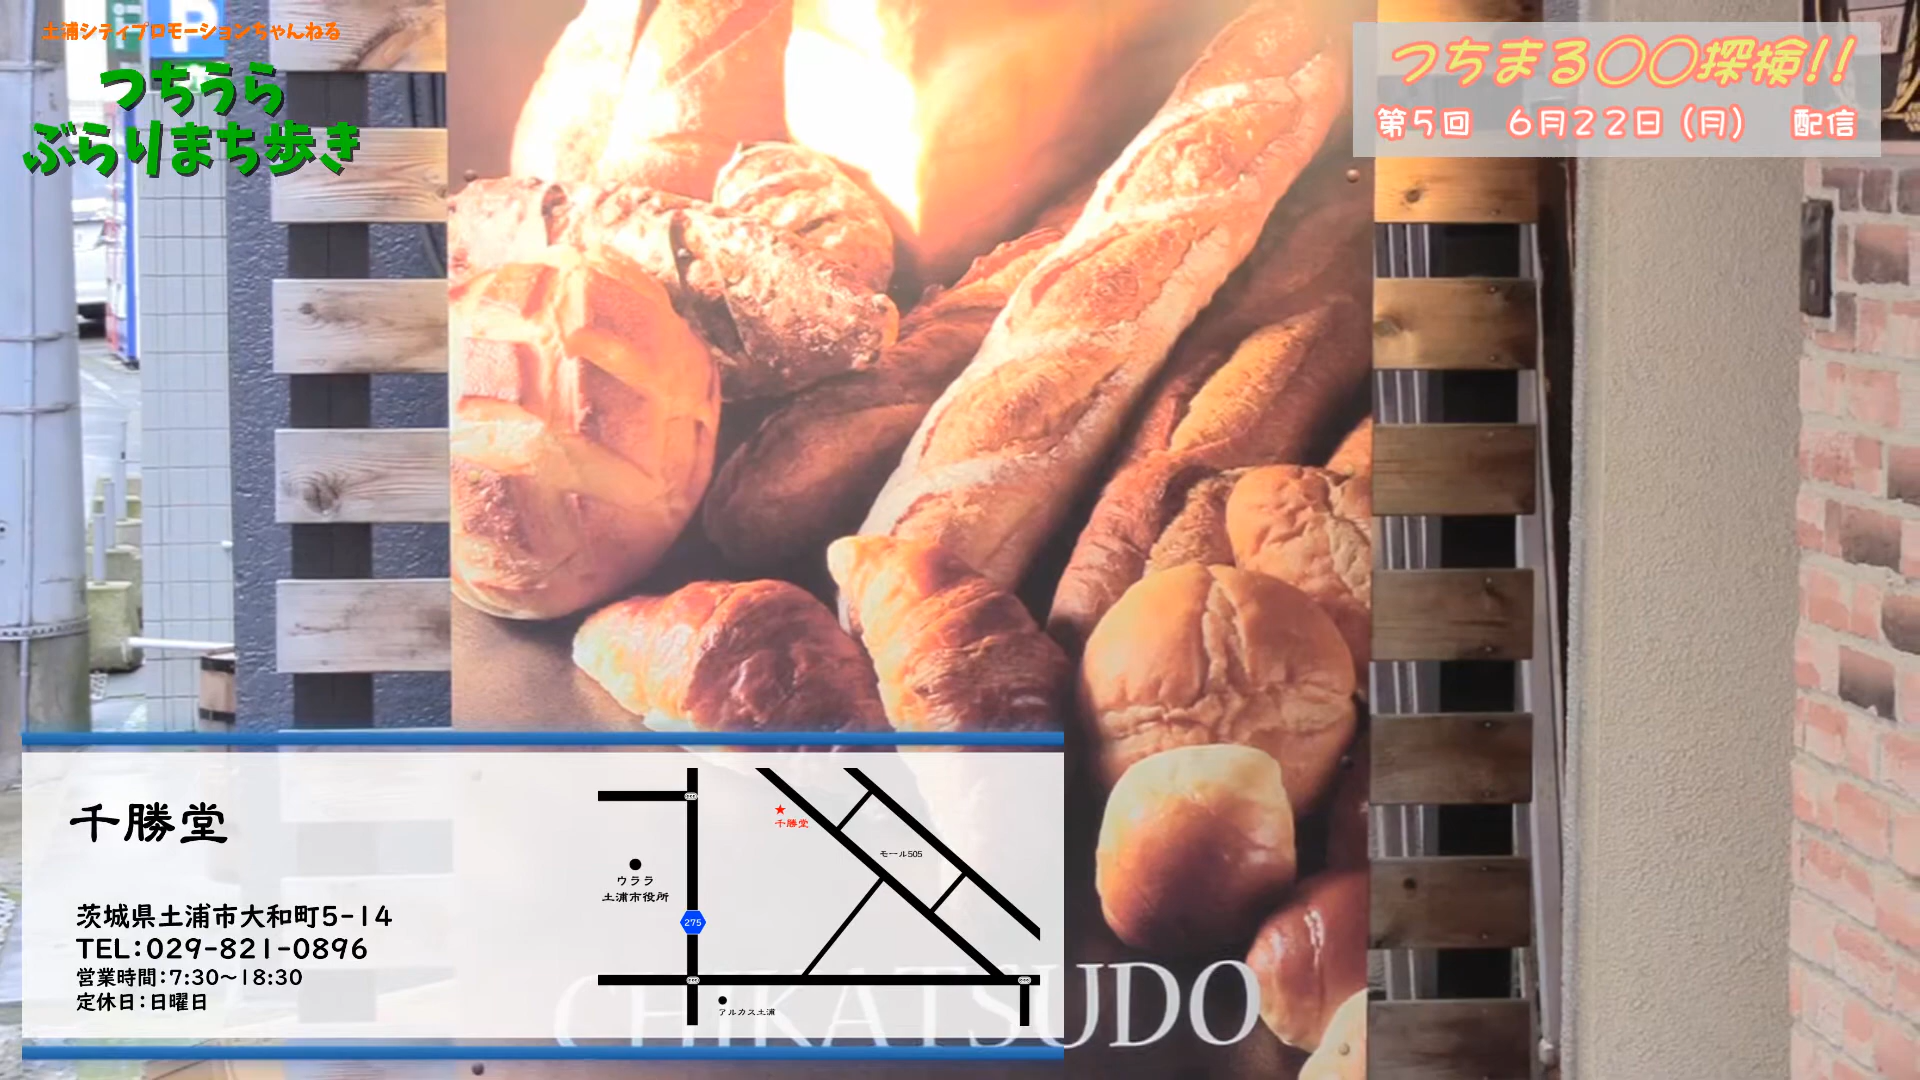 土浦シティプロモーションちゃんねる
つちうら
ぶらりまち歩き
P
つちまる〇〇探検!!
第5回 6月22日(月) 配信
千勝堂
茨城県土浦市大和町5-14
TEL:029-821-0896
営業時間:7:30~18:30
定休日:日曜日
千勝堂
モール505
ウララ
土浦市役所
275
アルカス土浦
CHIKATSUDO